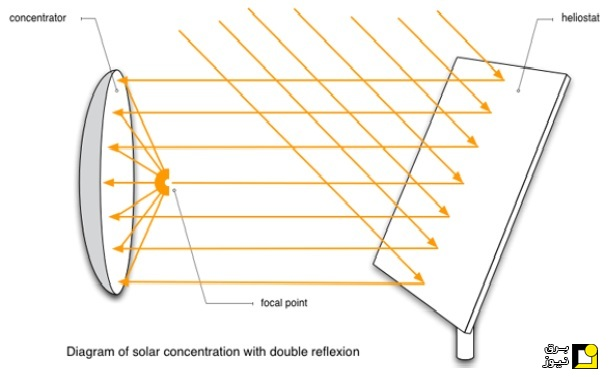 concentrator
heliostat
focal point
Diagram of solar concentration with double reflexion
برق
نیوز